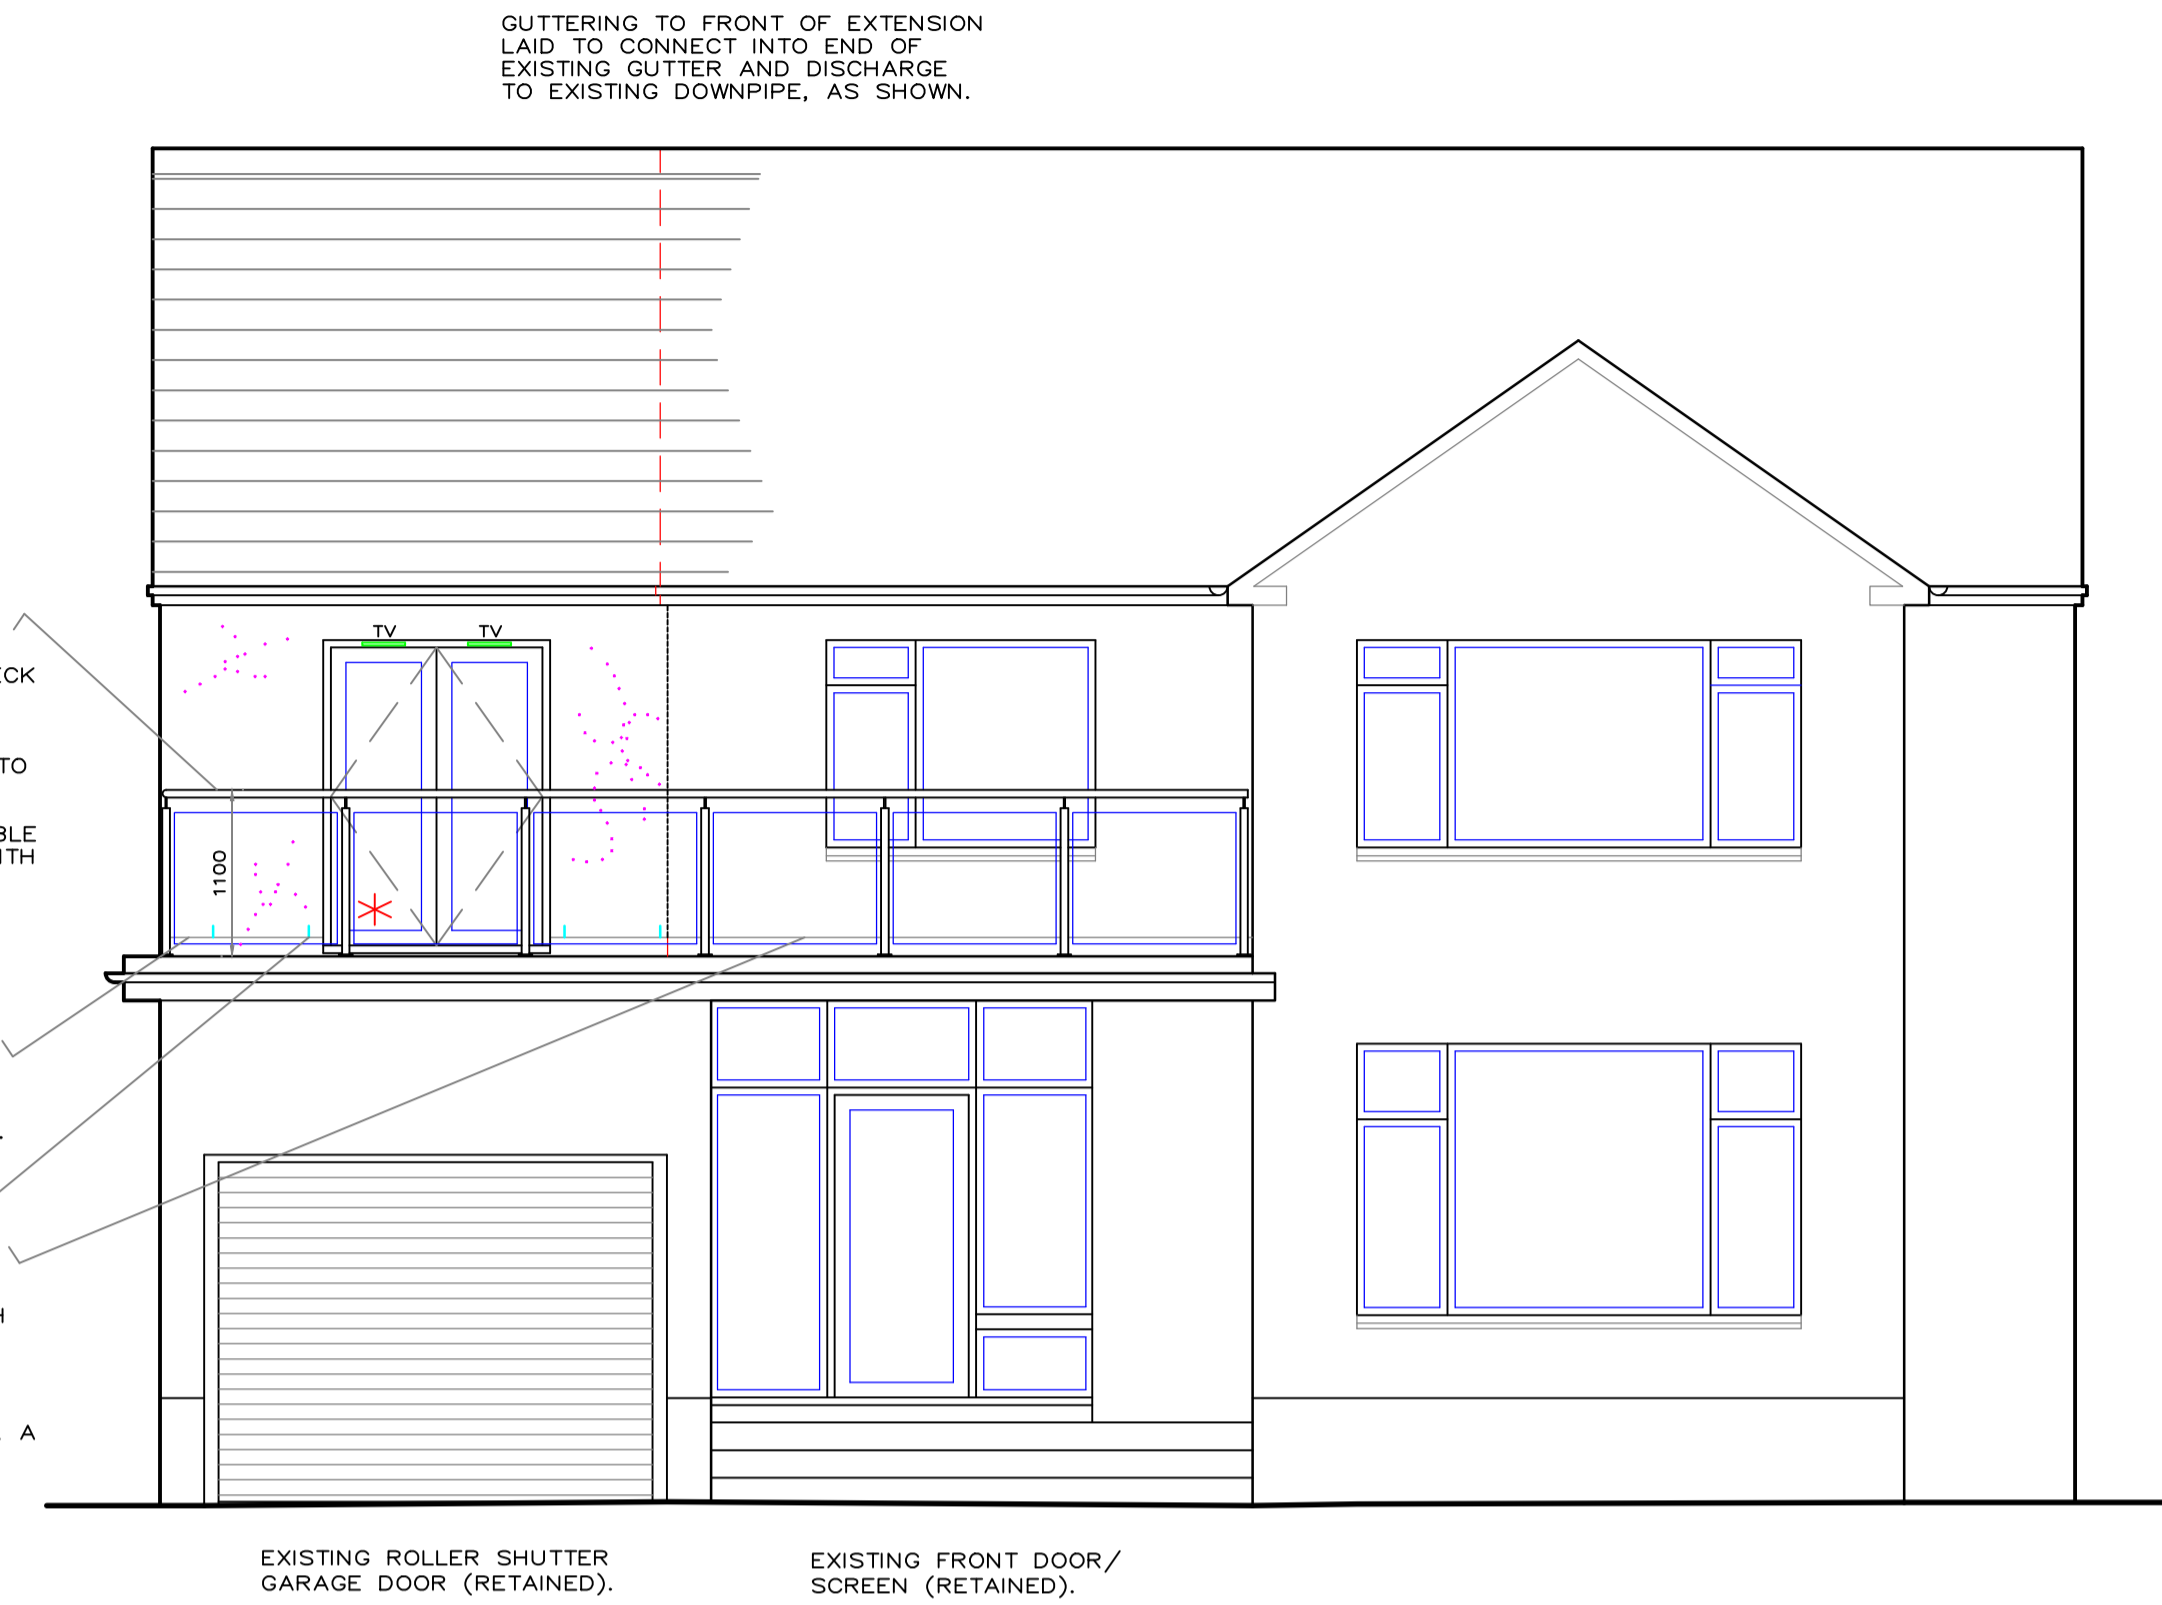 GUTTERING TO FRONT OF EXTENSION
LAID TO CONNECT INTO END OF
EXISTING GUTTER AND DISCHARGE
TO EXISTING DOWNPIPE, AS SHOWN.
TV TV
TO
1100
A
EXISTING ROLLER SHUTTER
GARAGE DOOR (RETAINED).
EXISTING FRONT DOOR/
SCREEN (RETAINED).